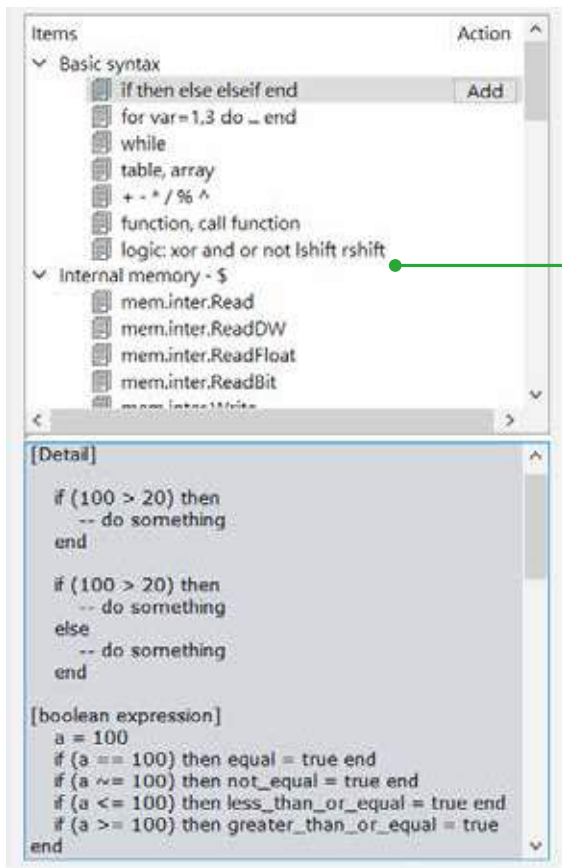 Items Action
Basic syntax
if then else elseif end Add
for var=1,3 do ... end
while
table, array
+ - * / % ^
function, call function
logic: xor and or not lshift rshift
Internal memory - $
mem.inter.Read
mem.inter.ReadDW
mem.inter.ReadFloat
mem.inter.ReadBit
mem.inter.Write
[Detail]
if (100 > 20) then
-- do something
end
if (100 > 20) then
-- do something
else
-- do something
end
[boolean expression]
a = 100
if (a == 100) then equal = true end
if (a ~= 100) then not_equal = true end
if (a <= 100) then less_than_or_equal = true end
if (a >= 100) then greater_than_or_equal = true
end